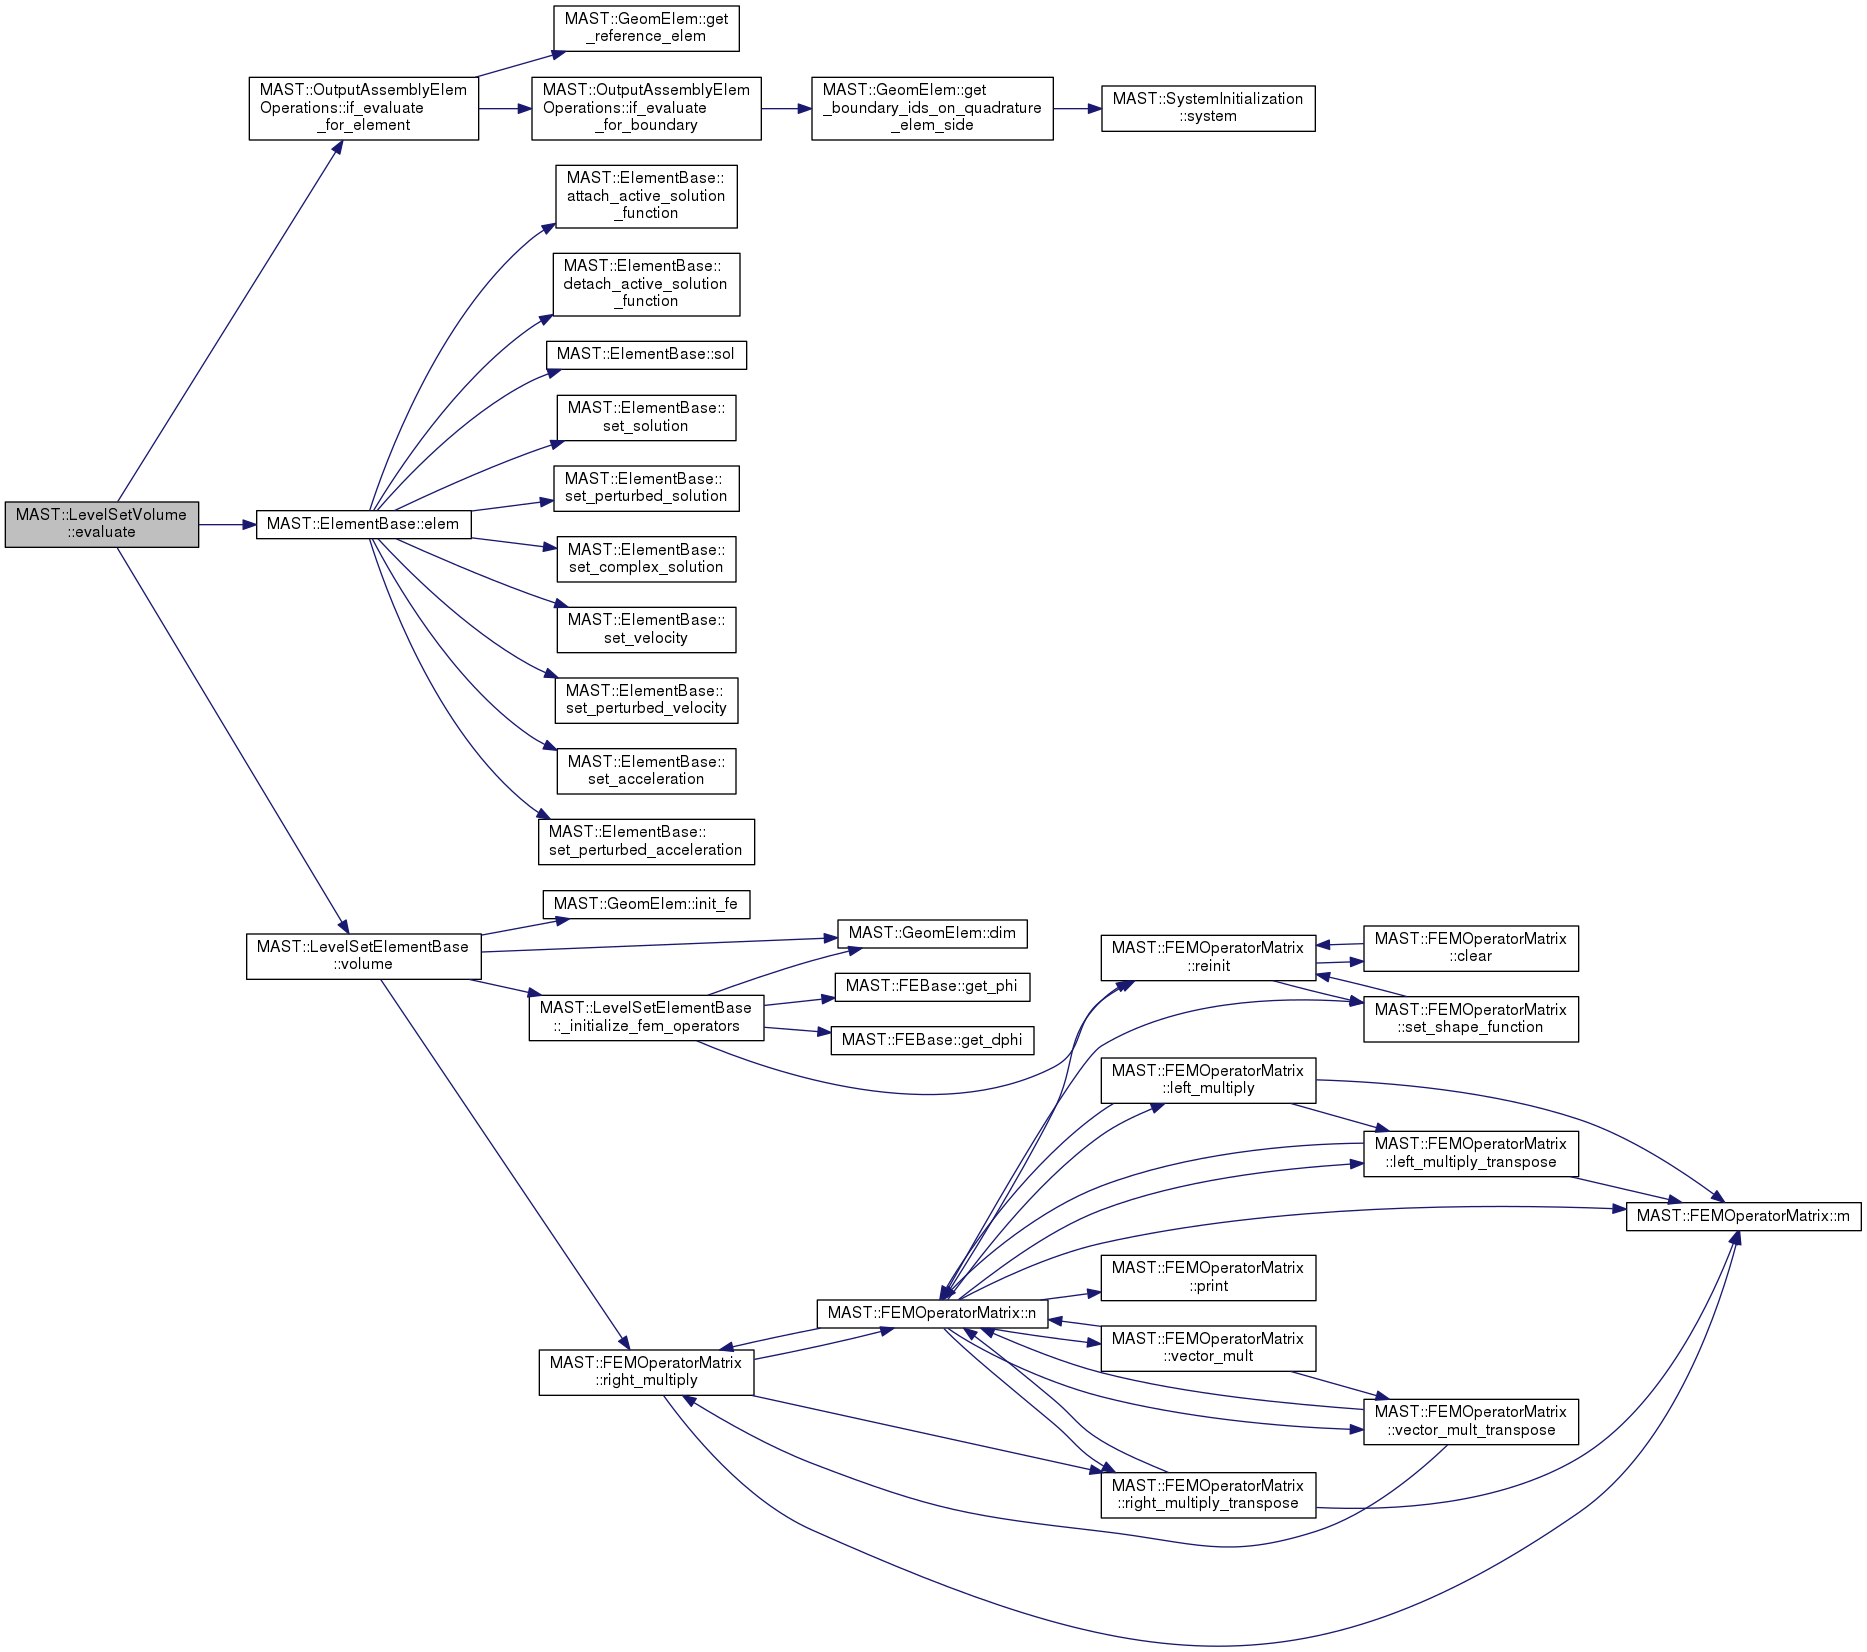 MAST::GeomElem::get
_reference_elem
MAST::OutputAssemblyElem
Operations::if_evaluate
_for_element
MAST::OutputAssemblyElem
Operations::if_evaluate
_for_boundary
MAST::GeomElem::get
_boundary_ids_on_quadrature
_elem_side
MAST::SystemInitialization
::system
MAST::ElementBase::
attach_active_solution
_function
MAST::ElementBase::
detach_active_solution
_function
MAST::ElementBase::sol
MAST::ElementBase::
set_solution
MAST::ElementBase::
set_perturbed_solution
MAST::LevelSetVolume
::evaluate
MAST::ElementBase::elem
MAST::ElementBase::
set_complex_solution
MAST::ElementBase::
set_velocity
MAST::ElementBase::
set_perturbed_velocity
MAST::ElementBase::
set_acceleration
MAST::ElementBase::
set_perturbed_acceleration
MAST::GeomElem::init_fe
MAST::LevelSetElementBase
::volume
MAST::GeomElem::dim
MAST::FEBase::get_phi
MAST::LevelSetElementBase
::_initialize_fem_operators
MAST::FEBase::get_dphi
MAST::FEMOperatorMatrix
::reinit
MAST::FEMOperatorMatrix
::clear
MAST::FEMOperatorMatrix
::set_shape_function
MAST::FEMOperatorMatrix
::left_multiply
MAST::FEMOperatorMatrix
::left_multiply_transpose
MAST::FEMOperatorMatrix::m
MAST::FEMOperatorMatrix
::print
MAST::FEMOperatorMatrix::n
MAST::FEMOperatorMatrix
::vector_mult
MAST::FEMOperatorMatrix
::right_multiply
MAST::FEMOperatorMatrix
::vector_mult_transpose
MAST::FEMOperatorMatrix
::right_multiply_transpose